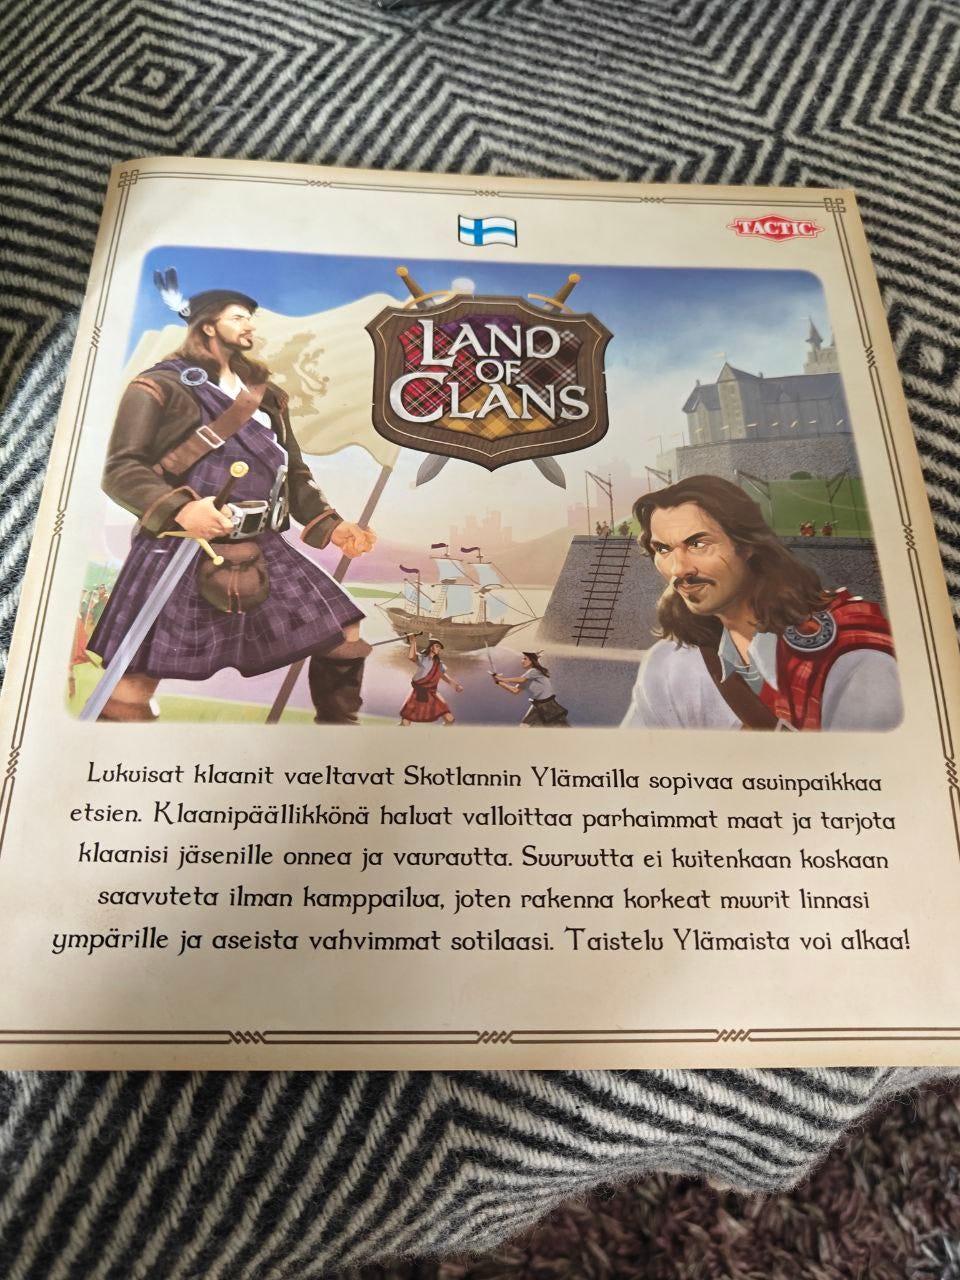 TACTIC
LAND
OF
CLANS
Lukuisat klaanit vaeltavat Skotlannin Ylämailla sopivaa asuinpaikkaa
etsien. Klaanipäällikkönä haluat valloittaa parhaimmat maat ja tarjota
klaanisi jäsenille onnea ja vaurautta. Suuruutta ei kuitenkaan koskaan
saavuteta ilman kamppailua, joten rakenna korkeat muurit linnasi
ympärille ja aseista vahvimmat sotilaasi. Taistelu Ylämaista voi alkaa!